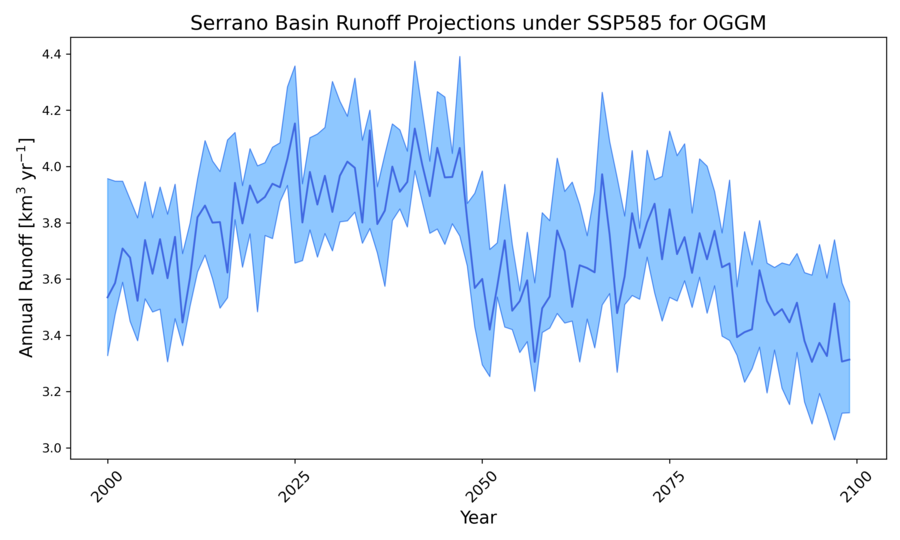 Serrano Basin Runoff Projections under SSP585 for OGGM
Annual Runoff [km³ yr⁻¹]
4.4
4.2
4.0
3.8
3.6
3.4
3.2
3.0
2000 2025 2050 2075 2100
Year